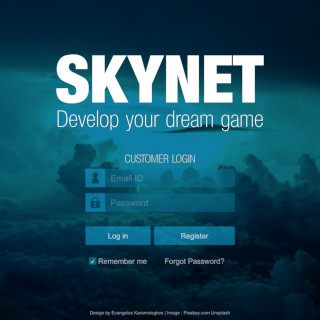 SKYNET
Develop your dream game
CUSTOMER LOGIN
Email ID
Password
Log in Register
Remember me Forgot Password?
Design by Evangelos Karamologkos | Image : Pixabay.com Unsplash